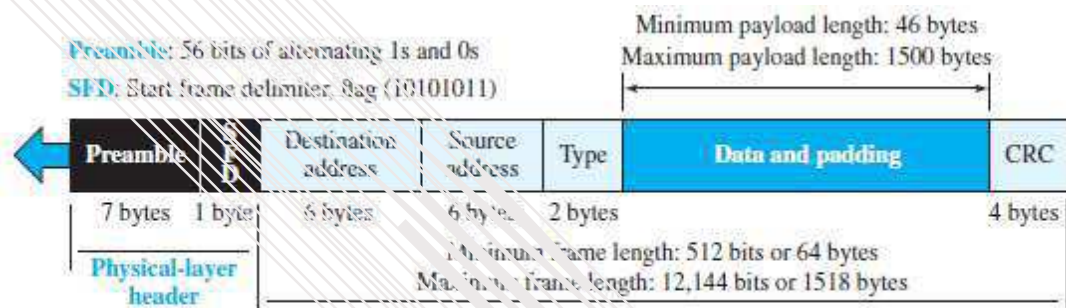 Preamble: 56 bits of alternating 1s and 0s
SFD: Start frame delimiter, flag (10101011)
Minimum payload length: 46 bytes
Maximum payload length: 1500 bytes
Preamble
S
F
D
Destination
address
Source
address
Type
Data and padding
CRC
7 bytes 1 byte 6 bytes 6 bytes 2 bytes 4 bytes
Physical-layer
header
Minimum frame length: 512 bits or 64 bytes
Maximum frame length: 12,144 bits or 1518 bytes